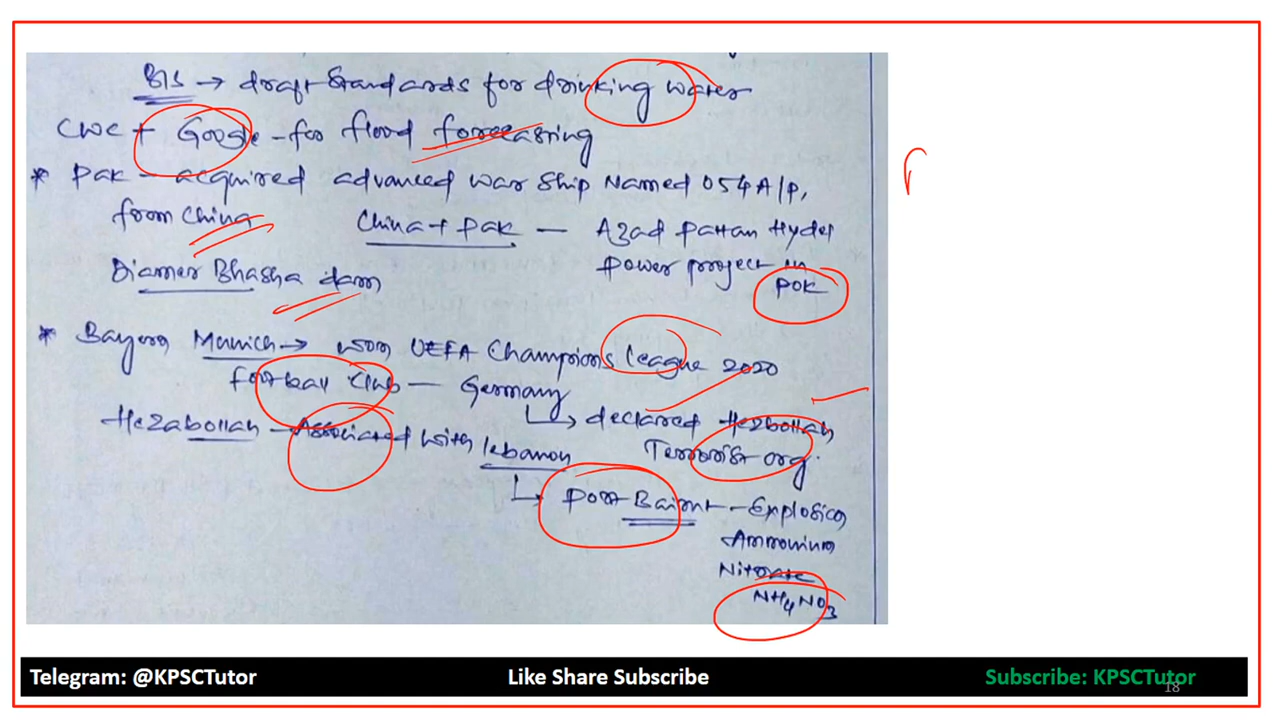 BIS → draft standards for drinking water
CWC + Google - for flood forecasting
* Pak - acquired advanced war ship Named 054A/P,
from China
China + Pak — Azad Pattan Hydel
Power project in
POK
Diamer Bhasha dam
* Bayern Munich → won UEFA Champions league 2020
football Club — Germany
↳ declared Hezbollah
Terrorist org.
Hezabollah - Associated with lebanon
↳ Port Bairut - Explosion
Ammonium
Nitrate
NH4NO3
Telegram: @KPSCTutor
Like Share Subscribe
Subscribe: KPSCTutor
18